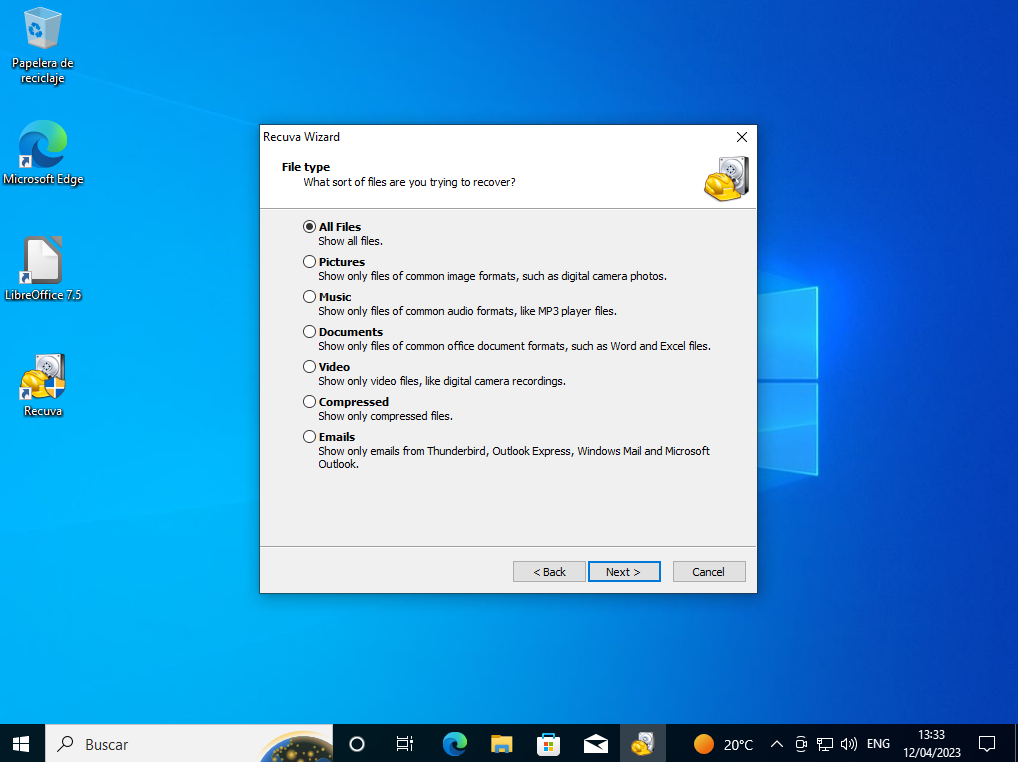 Papelera de
reciclaje
Microsoft Edge
LibreOffice 7.5
Recuva
Recuva Wizard
File type
What sort of files are you trying to recover?
All Files
Show all files.
Pictures
Show only files of common image formats, such as digital camera photos.
Music
Show only files of common audio formats, like MP3 player files.
Documents
Show only files of common office document formats, such as Word and Excel files.
Video
Show only video files, like digital camera recordings.
Compressed
Show only compressed files.
Emails
Show only emails from Thunderbird, Outlook Express, Windows Mail and Microsoft
Outlook.
< Back
Next >
Cancel
Buscar
20°C
ENG
13:33
12/04/2023